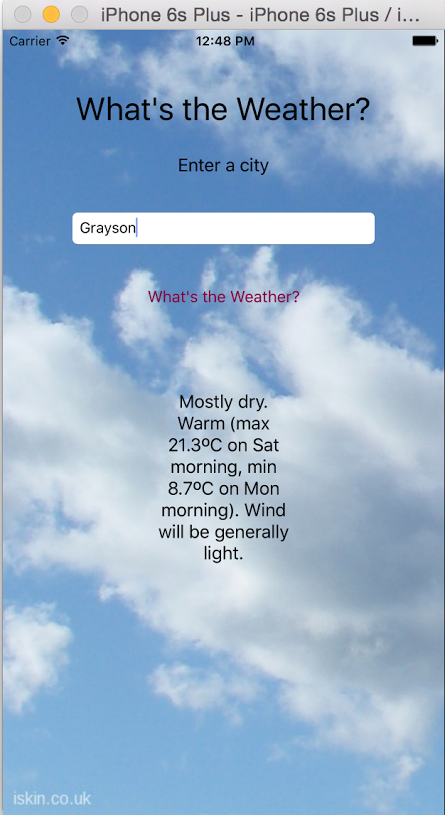 iPhone 6s Plus - iPhone 6s Plus / i...
Carrier 12:48 PM
What's the Weather?
Enter a city
Grayson
What's the Weather?
Mostly dry.
Warm (max
21.3ºC on Sat
morning, min
8.7ºC on Mon
morning). Wind
will be generally
light.
iskin.co.uk